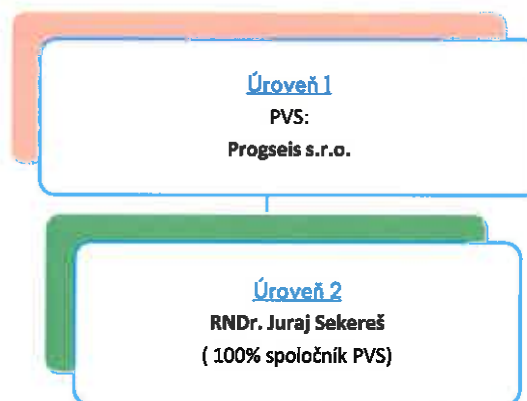 Úroveň 1
PVS:
Progseis s.r.o.
Úroveň 2
RNDr. Juraj Sekereš
( 100% spoločník PVS)